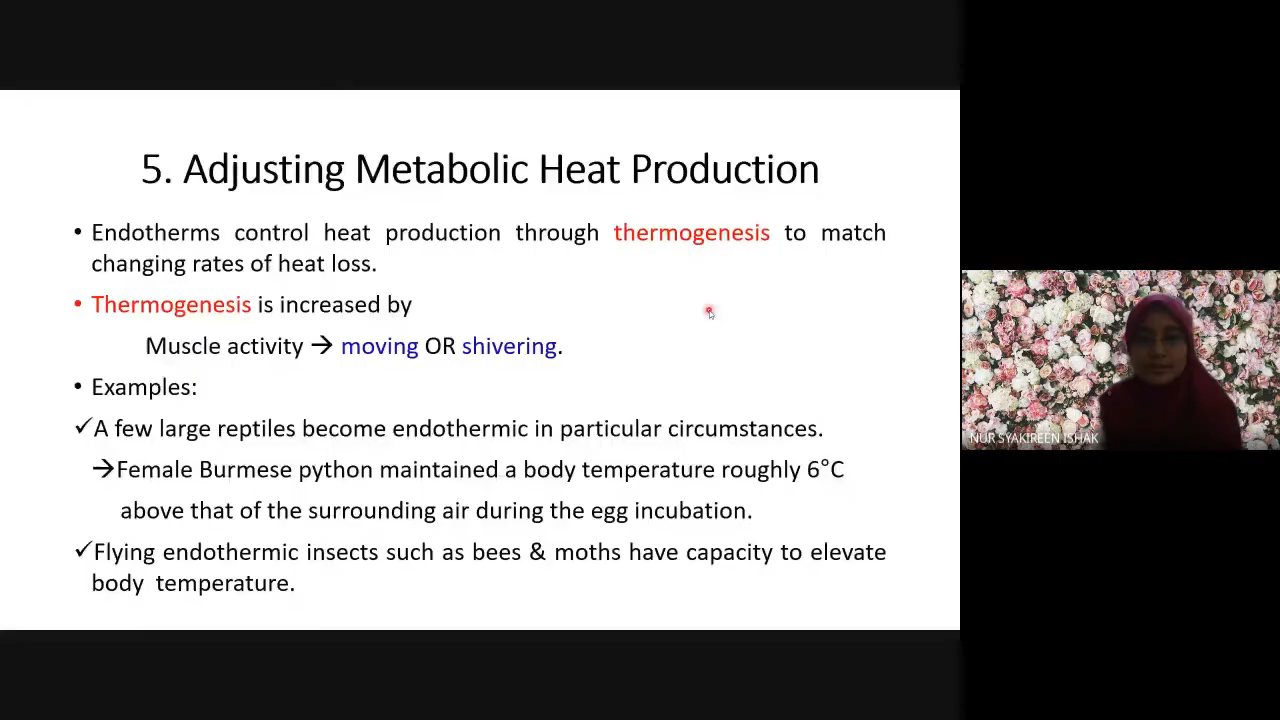 5. Adjusting Metabolic Heat Production
• Endotherms control heat production through thermogenesis to match
changing rates of heat loss.
• Thermogenesis is increased by
Muscle activity → moving OR shivering.
• Examples:
✓A few large reptiles become endothermic in particular circumstances.
→Female Burmese python maintained a body temperature roughly 6°C
above that of the surrounding air during the egg incubation.
✓Flying endothermic insects such as bees & moths have capacity to elevate
body temperature.
NUR SYAKIREEN ISHAK